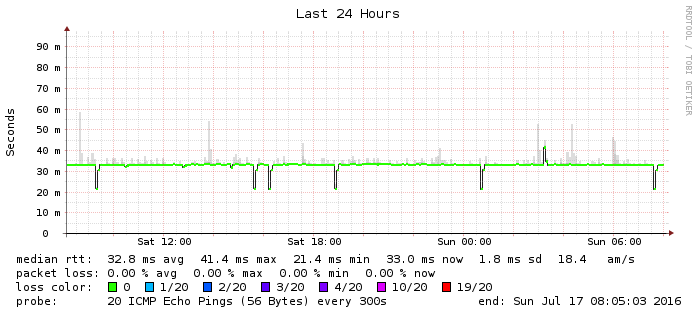 Last 24 Hours
RRDTOOL / TOBI OETIKER
Seconds
90 m
80 m
70 m
60 m
50 m
40 m
30 m
20 m
10 m
0
Sat 12:00 Sat 18:00 Sun 00:00 Sun 06:00
median rtt: 32.8 ms avg 41.4 ms max 21.4 ms min 33.0 ms now 1.8 ms sd 18.4 am/s
packet loss: 0.00 % avg 0.00 % max 0.00 % min 0.00 % now
loss color: 0 1/20 2/20 3/20 4/20 10/20 19/20
probe: 20 ICMP Echo Pings (56 Bytes) every 300s end: Sun Jul 17 08:05:03 2016